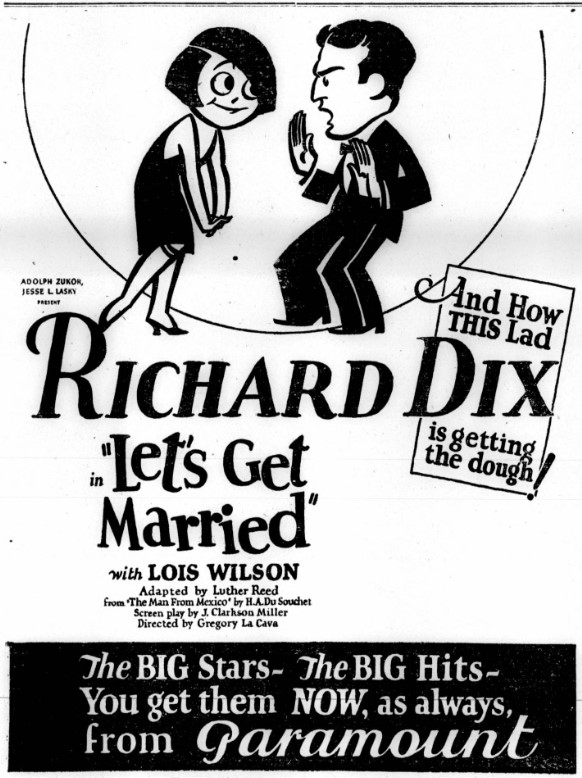 ADOLPH ZUKOR,
JESSE L. LASKY
PRESENT
And How
THIS Lad
RICHARD DIX
is getting
the dough!
in "Let's Get
Married"
with LOIS WILSON
Adapted by Luther Reed
from "The Man From Mexico" by H.A. Du Souchet
Screen play by J. Clarkson Miller
Directed by Gregory La Cava
The BIG Stars- The BIG Hits-
You get them NOW, as always,
from Paramount